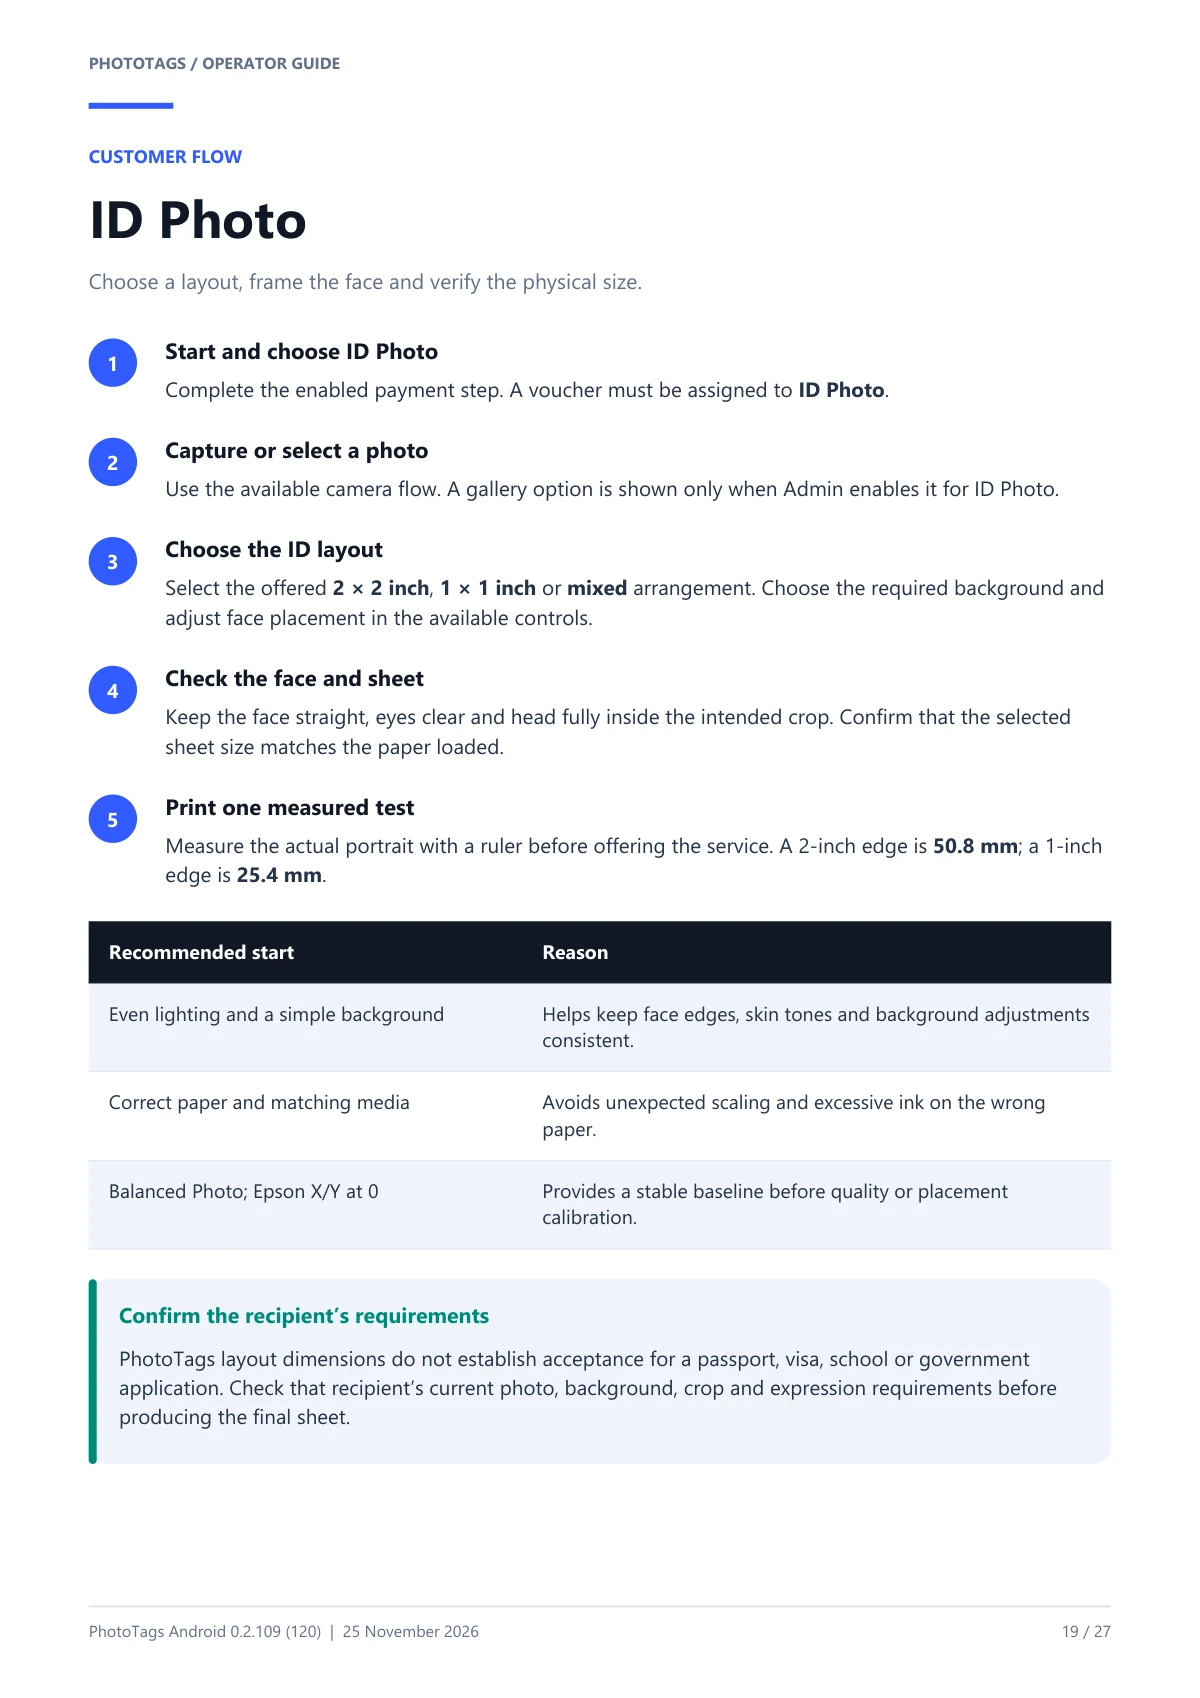 PHOTOTAGS / OPERATOR GUIDE
CUSTOMER FLOW
ID Photo
Choose a layout, frame the face and verify the physical size.
1
Start and choose ID Photo
Complete the enabled payment step. A voucher must be assigned to ID Photo.
2
Capture or select a photo
Use the available camera flow. A gallery option is shown only when Admin enables it for ID Photo.
3
Choose the ID layout
Select the offered 2 × 2 inch, 1 × 1 inch or mixed arrangement. Choose the required background and
adjust face placement in the available controls.
4
Check the face and sheet
Keep the face straight, eyes clear and head fully inside the intended crop. Confirm that the selected
sheet size matches the paper loaded.
5
Print one measured test
Measure the actual portrait with a ruler before offering the service. A 2-inch edge is 50.8 mm; a 1-inch
edge is 25.4 mm.
Recommended start Reason
Even lighting and a simple background Helps keep face edges, skin tones and background adjustments
consistent.
Correct paper and matching media Avoids unexpected scaling and excessive ink on the wrong
paper.
Balanced Photo; Epson X/Y at 0 Provides a stable baseline before quality or placement
calibration.
Confirm the recipient’s requirements
PhotoTags layout dimensions do not establish acceptance for a passport, visa, school or government
application. Check that recipient’s current photo, background, crop and expression requirements before
producing the final sheet.
PhotoTags Android 0.2.109 (120) | 25 November 2026 19 / 27